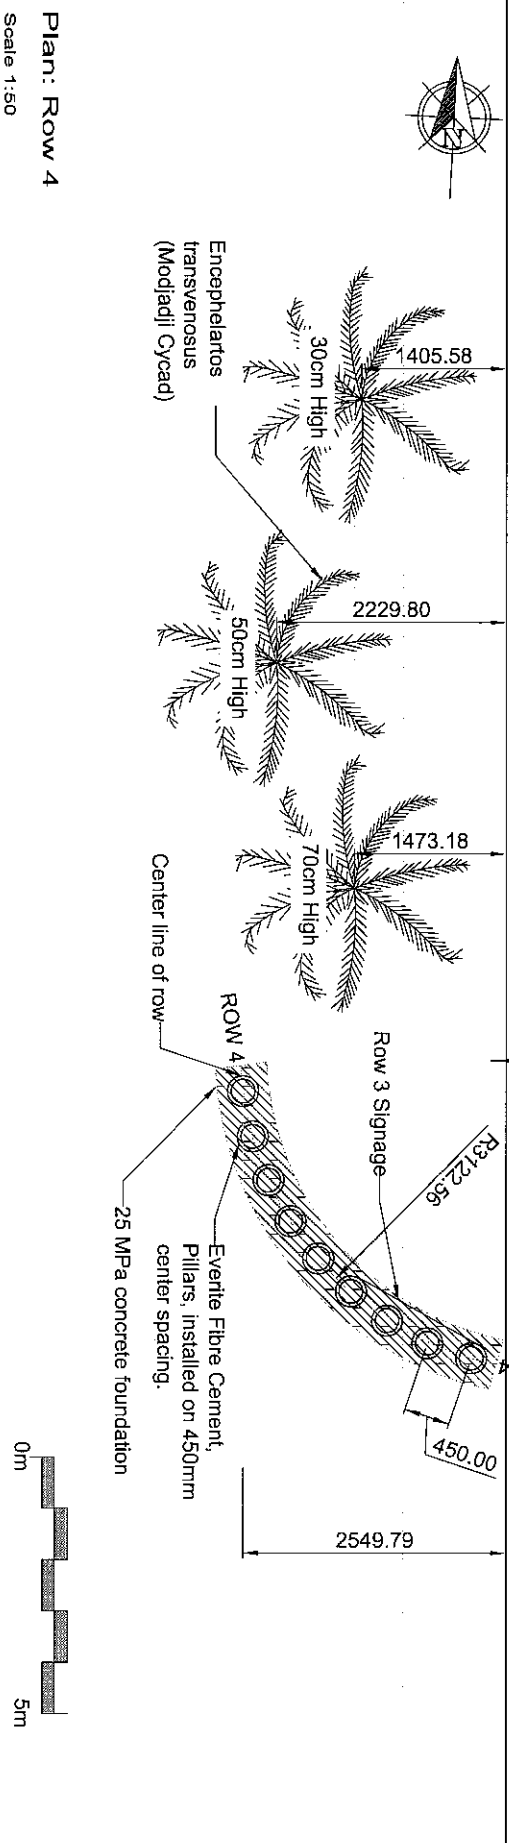 Plan: Row 4
Scale 1:50
N
1405.58
30cm High
Encephelartos
transvenosus
(Modjadji Cycad)
2229.80
50cm High
1473.18
70cm High
Center line of row
ROW 4
Row 3 Signage
R3122.56
Everite Fibre Cement,
Pillars, installed on 450mm
center spacing.
25 MPa concrete foundation
450.00
2549.79
0m
5m